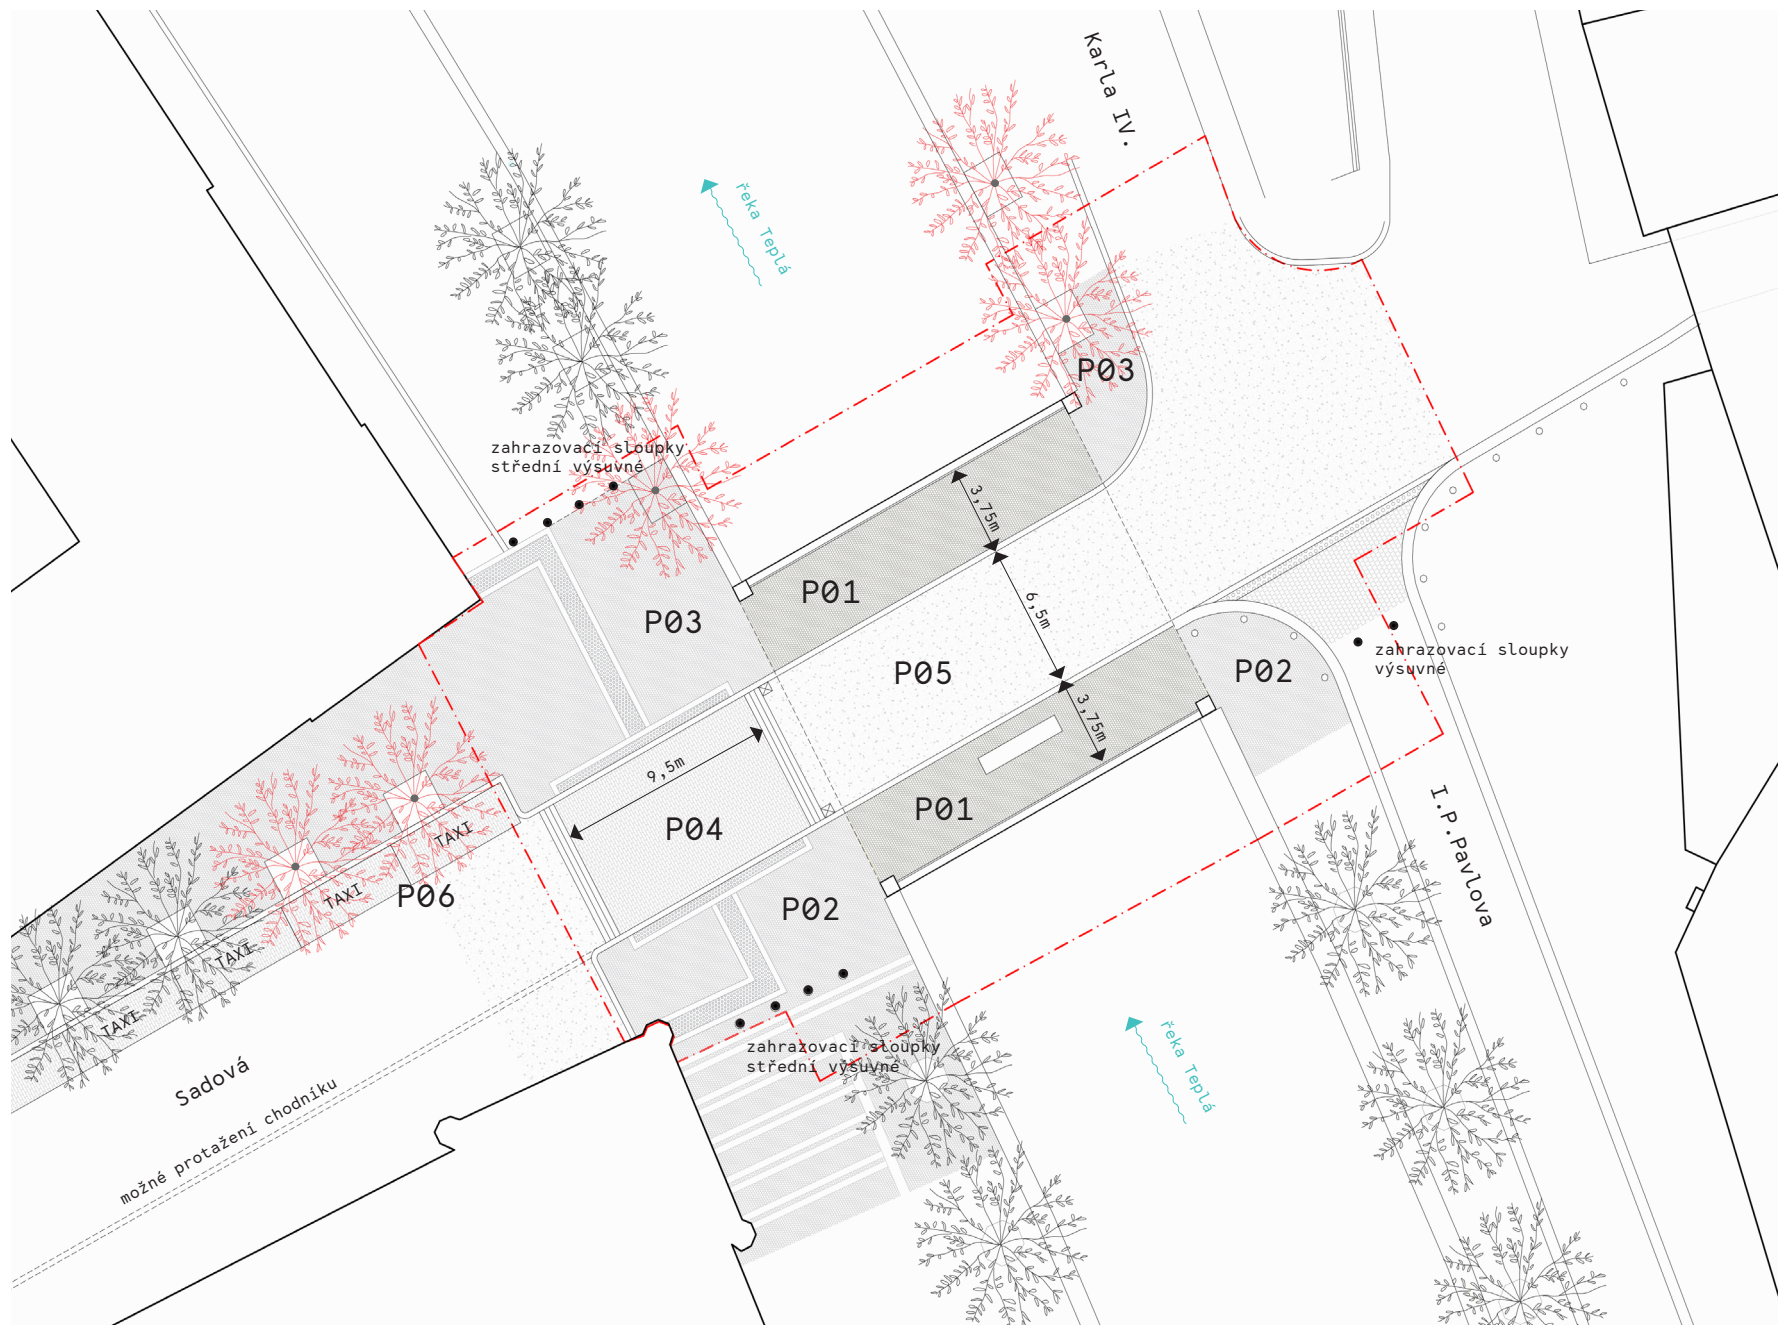 Karla IV.
řeka Teplá
P03
zahrazovací sloupky
střední výsuvné
3,75m
P01
P03
6,5m
P05
P02
zahrazovací sloupky
výsuvné
3,75m
9,5m
P04
P01
TAXI
P06
TAXI
P02
TAXI
TAXI
I.P.Pavlova
zahrazovací sloupky
střední výsuvné
řeka Teplá
Sadová
možné protažení chodníku